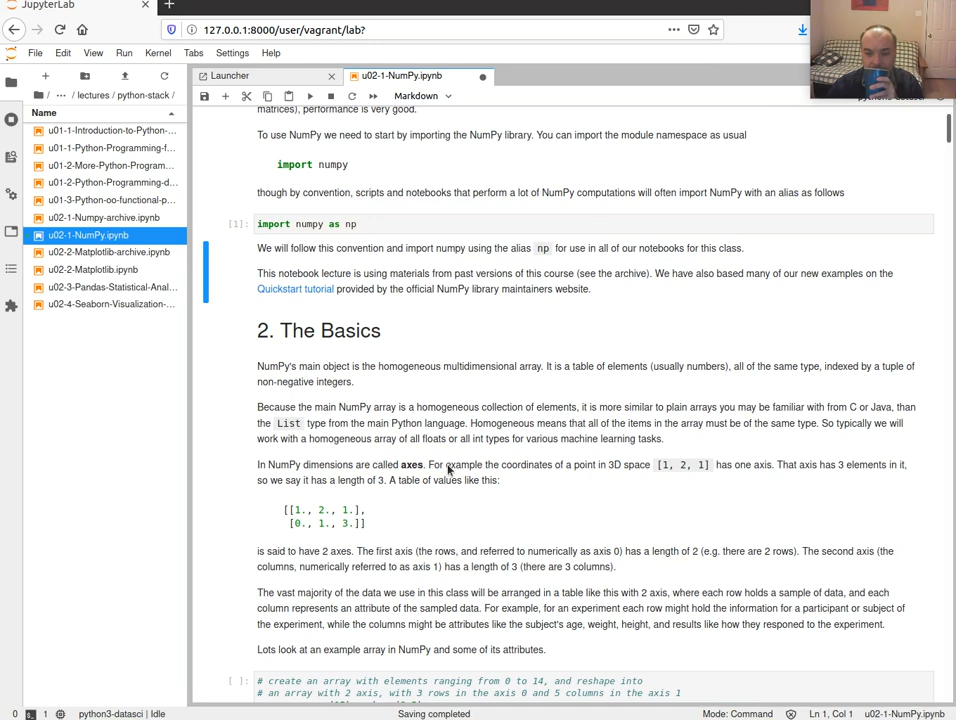 JupyterLab
127.0.0.1:8000/user/vagrant/lab?
File Edit View Run Kernel Tabs Settings Help
Launcher
u02-1-NumPy.ipynb
/ ··· / lectures / python-stack /
Markdown
Name
u01-1-Introduction-to-Python-...
u01-1-Python-Programming-f...
u01-2-More-Python-Program...
u01-2-Python-Programming-d...
u01-3-Python-oo-functional-p...
u02-1-Numpy-archive.ipynb
u02-1-NumPy.ipynb
u02-2-Matplotlib-archive.ipynb
u02-2-Matplotlib.ipynb
u02-3-Pandas-Statistical-Anal...
u02-4-Seaborn-Visualization-...
matrices), performance is very good.
To use NumPy we need to start by importing the NumPy library. You can import the module namespace as usual
import numpy
though by convention, scripts and notebooks that perform a lot of NumPy computations will often import NumPy with an alias as follows
[1]: import numpy as np
We will follow this convention and import numpy using the alias np for use in all of our notebooks for this class.
This notebook lecture is using materials from past versions of this course (see the archive). We have also based many of our new examples on the
Quickstart tutorial provided by the official NumPy library maintainers website.
2. The Basics
NumPy's main object is the homogeneous multidimensional array. It is a table of elements (usually numbers), all of the same type, indexed by a tuple of
non-negative integers.
Because the main NumPy array is a homogeneous collection of elements, it is more similar to plain arrays you may be familiar with from C or Java, than
the List type from the main Python language. Homogeneous means that all of the items in the array must be of the same type. So typically we will
work with a homogeneous array of all floats or all int types for various machine learning tasks.
In NumPy dimensions are called axes. For example the coordinates of a point in 3D space [1, 2, 1] has one axis. That axis has 3 elements in it,
so we say it has a length of 3. A table of values like this:
[[1., 2., 1.],
[0., 1., 3.]]
is said to have 2 axes. The first axis (the rows, and referred to numerically as axis 0) has a length of 2 (e.g. there are 2 rows). The second axis (the
columns, numerically referred to as axis 1) has a length of 3 (there are 3 columns).
The vast majority of the data we use in this class will be arranged in a table like this with 2 axis, where each row holds a sample of data, and each
column represents an attribute of the sampled data. For example, for an experiment each row might hold the information for a participant or subject of
the experiment, while the columns might be attributes like the subject's age, weight, height, and results like how they responded to the experiment.
Lots look at an example array in NumPy and some of its attributes.
[ ]: # create an array with elements ranging from 0 to 14, and reshape into
# an array with 2 axis, with 3 rows in the axis 0 and 5 columns in the axis 1
0 1 python3-datasci | Idle Saving completed Mode: Command Ln 1, Col 1 u02-1-NumPy.ipynb